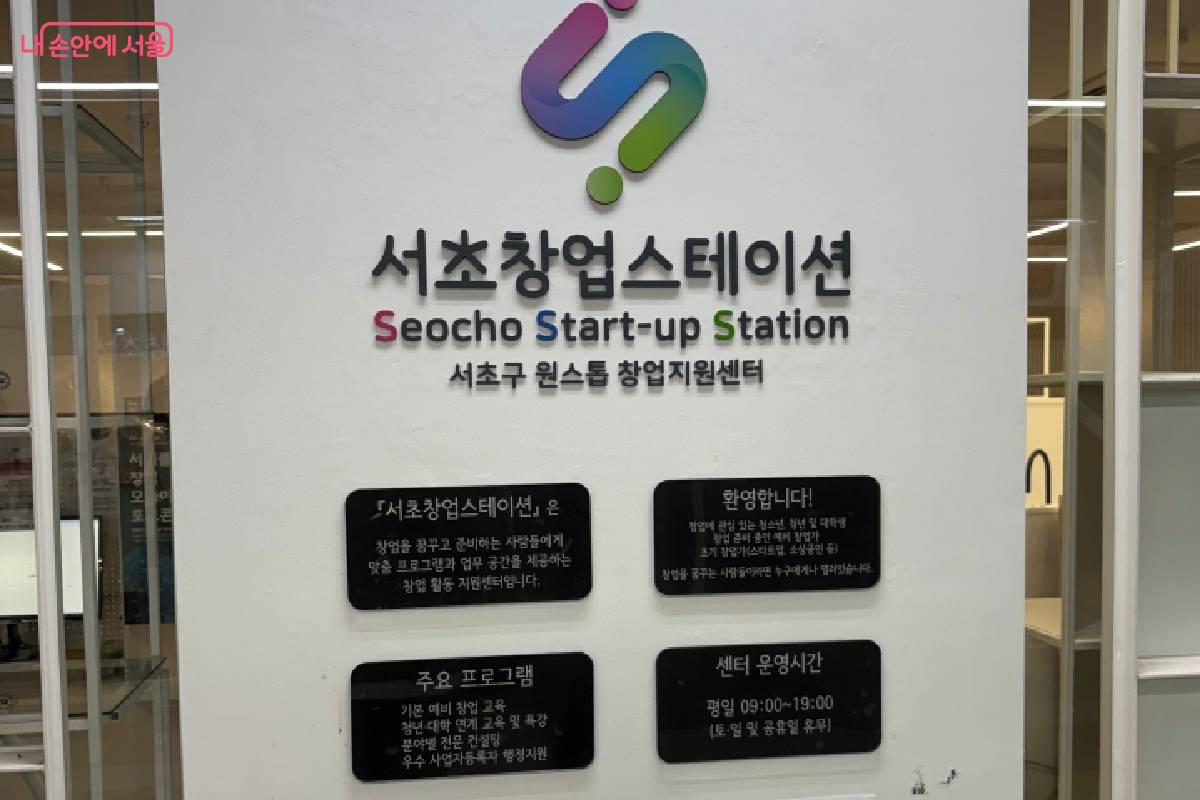 내 손안에 서울
서초창업스테이션
Seocho Start-up Station
서초구 원스톱 창업지원센터
『서초창업스테이션』은
창업을 꿈꾸고 준비하는 사람들에게
맞춤 프로그램과 업무 공간을 제공하는
창업 활동 지원센터입니다.
환영합니다!
창업에 관심 있는 청소년, 청년 및 대학생
창업 준비 중인 예비 창업가
초기 창업가(스타트업, 소상공인 등)
창업을 꿈꾸는 사람들이라면 누구에게나 열려있습니다.
주요 프로그램
기본 예비 창업 교육
청년·대학 연계 교육 및 특강
분야별 전문 컨설팅
우수 사업자등록자 행정지원
센터 운영시간
평일 09:00~19:00
(토·일 및 공휴일 휴무)